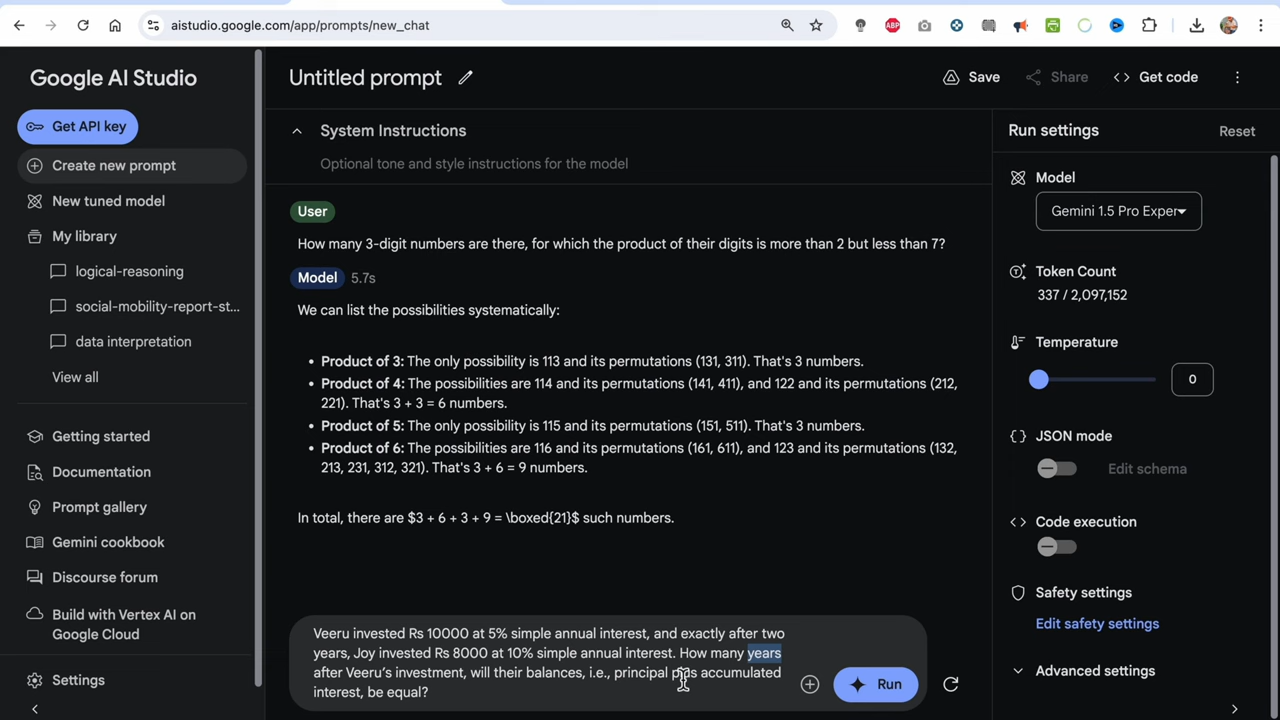 aistudio.google.com/app/prompts/new_chat
ABP
Google AI Studio
Get API key
Create new prompt
New tuned model
My library
logical-reasoning
social-mobility-report-st...
data interpretation
View all
Getting started
Documentation
Prompt gallery
Gemini cookbook
Discourse forum
Build with Vertex AI on
Google Cloud
Settings
Untitled prompt
Save
Share
Get code
System Instructions
Optional tone and style instructions for the model
User
How many 3-digit numbers are there, for which the product of their digits is more than 2 but less than 7?
Model 5.7s
We can list the possibilities systematically:
• Product of 3: The only possibility is 113 and its permutations (131, 311). That's 3 numbers.
• Product of 4: The possibilities are 114 and its permutations (141, 411), and 122 and its permutations (212,
221). That's 3 + 3 = 6 numbers.
• Product of 5: The only possibility is 115 and its permutations (151, 511). That's 3 numbers.
• Product of 6: The possibilities are 116 and its permutations (161, 611), and 123 and its permutations (132,
213, 231, 312, 321). That's 3 + 6 = 9 numbers.
In total, there are $3 + 6 + 3 + 9 = \boxed{21}$ such numbers.
Veeru invested Rs 10000 at 5% simple annual interest, and exactly after two
years, Joy invested Rs 8000 at 10% simple annual interest. How many years
after Veeru's investment, will their balances, i.e., principal plus accumulated
interest, be equal?
Run
Run settings
Reset
Model
Gemini 1.5 Pro Exper
Token Count
337 / 2,097,152
Temperature
0
JSON mode
Edit schema
Code execution
Safety settings
Edit safety settings
Advanced settings